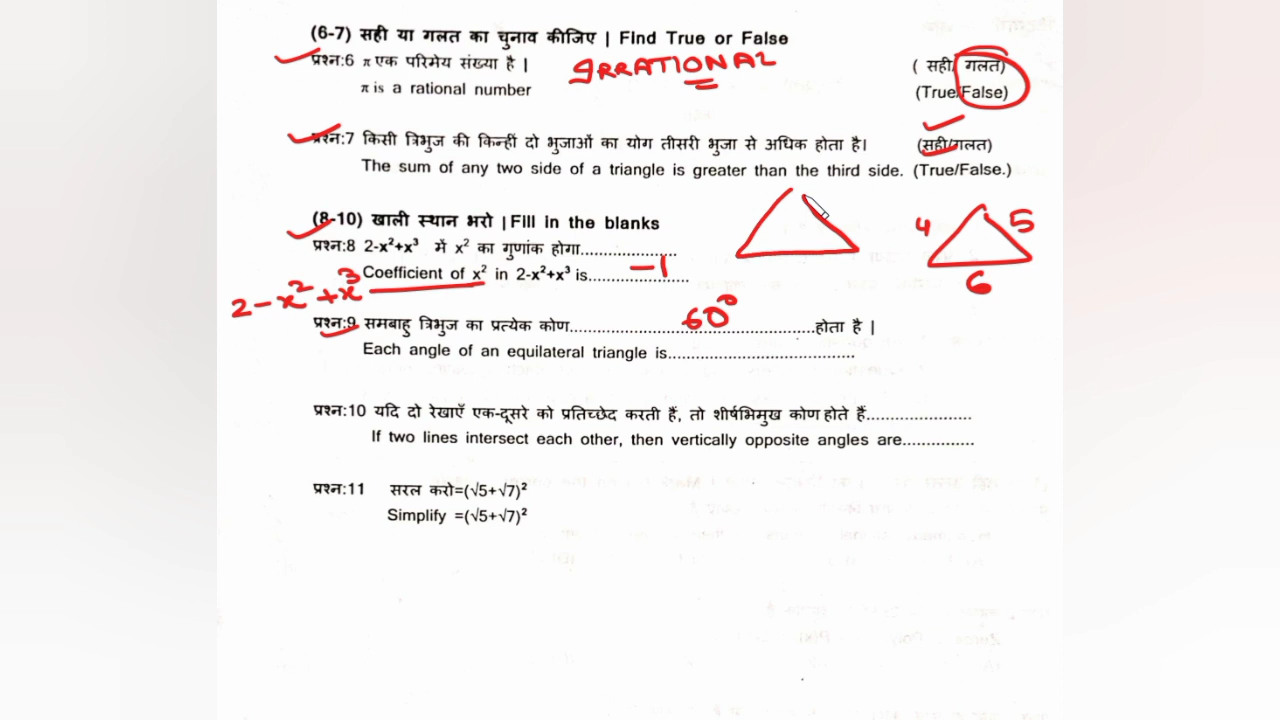 (6-7) सही या गलत का चुनाव कीजिए | Find True or False
प्रश्न:6 π एक परिमेय संख्या है | IRRATIONAL ( सही/ गलत)
π is a rational number (True/False)
प्रश्न:7 किसी त्रिभुज की किन्हीं दो भुजाओं का योग तीसरी भुजा से अधिक होता है। (सही/गलत)
The sum of any two side of a triangle is greater than the third side. (True/False.)
(8-10) खाली स्थान भरो | Fill in the blanks
4 5
6
प्रश्न:8 2-x²+x³ में x² का गुणांक होगा...................
Coefficient of x² in 2-x²+x³ is................... −1
2−x²+x³
प्रश्न:9 समबाहु त्रिभुज का प्रत्येक कोण................................................होता है | 60°
Each angle of an equilateral triangle is.......................................
प्रश्न:10 यदि दो रेखाएँ एक-दूसरे को प्रतिच्छेद करती हैं, तो शीर्षभिमुख कोण होते हैं....................
If two lines intersect each other, then vertically opposite angles are..............
प्रश्न:11 सरल करो=(√5+√7)²
Simplify =(√5+√7)²